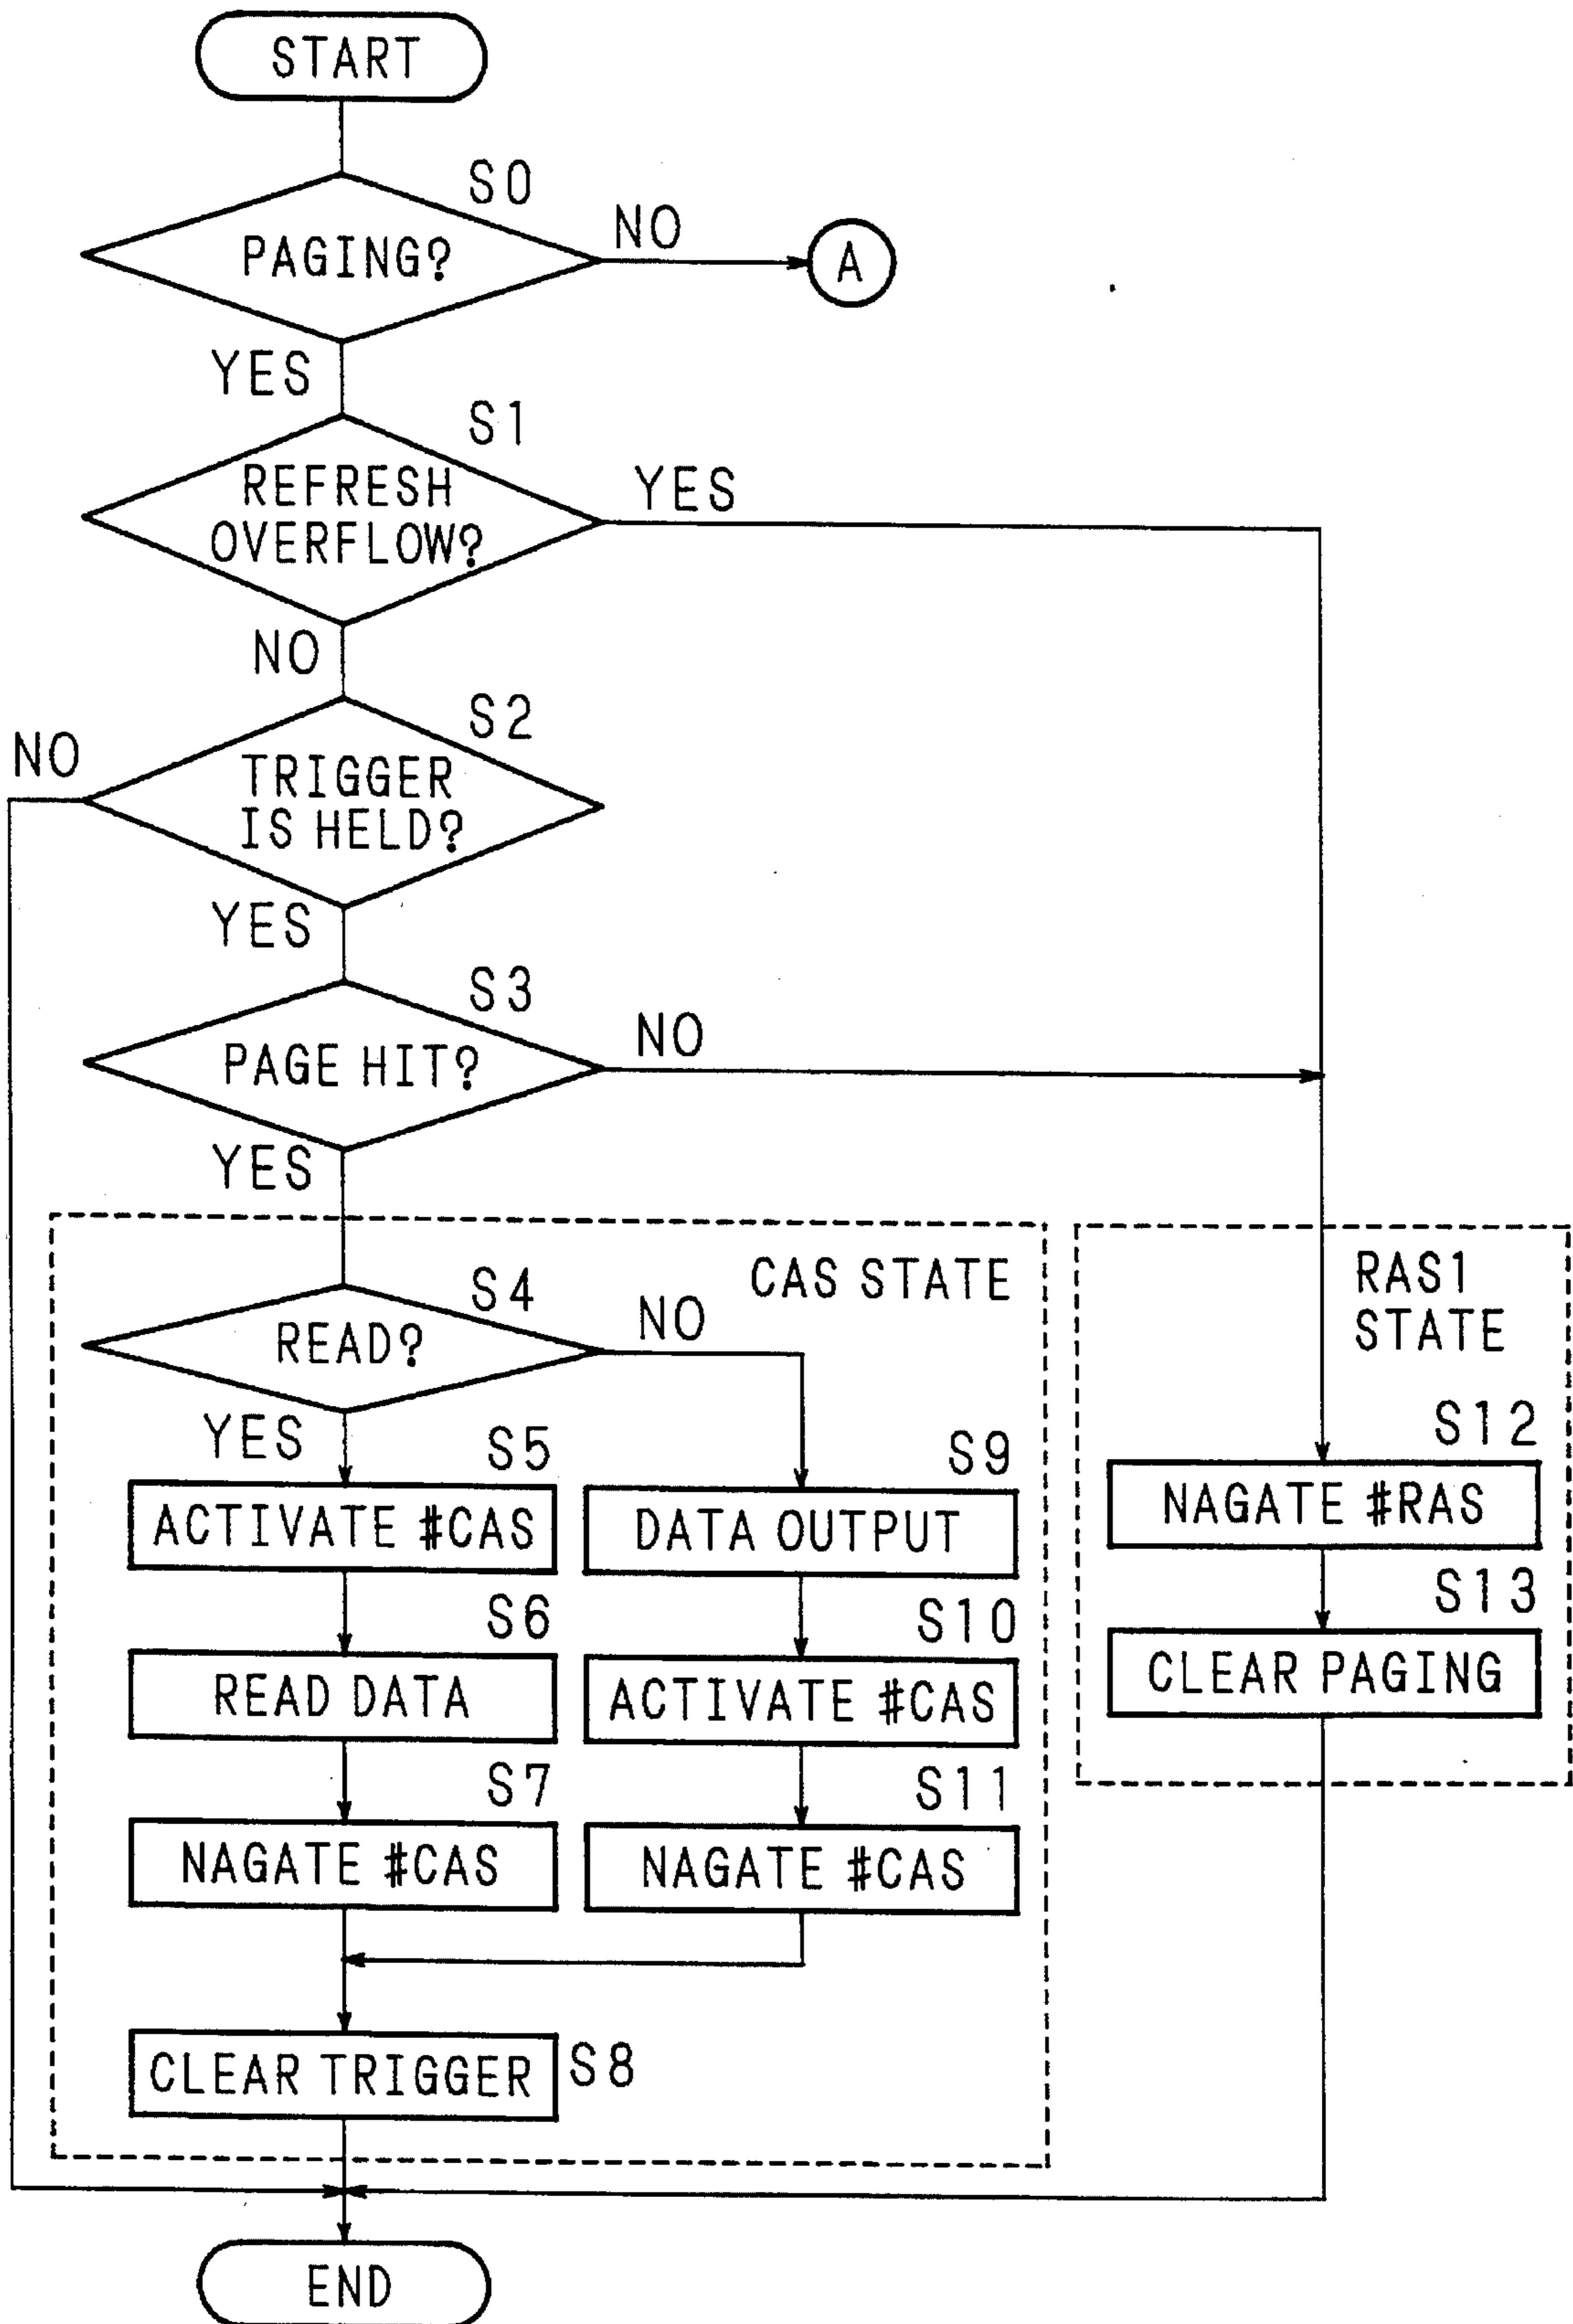 START
S0
PAGING?
NO
A
YES
S1
REFRESH
OVERFLOW?
YES
NO
S2
NO
TRIGGER
IS HELD?
YES
S3
PAGE HIT?
NO
YES
CAS STATE
RAS1
STATE
S4
READ?
NO
YES
S5
ACTIVATE #CAS
S9
DATA OUTPUT
S12
NAGATE #RAS
S6
READ DATA
S10
ACTIVATE #CAS
S13
CLEAR PAGING
S7
NAGATE #CAS
S11
NAGATE #CAS
CLEAR TRIGGER
S8
END